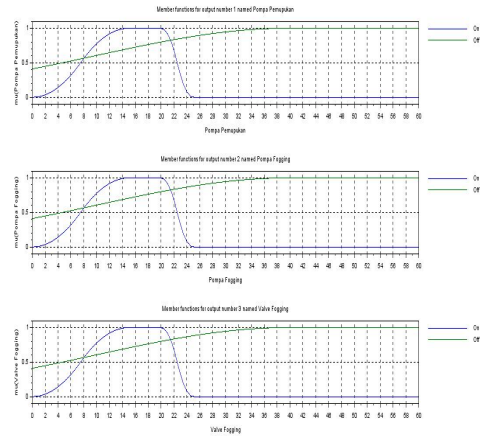 Member functions for output number 1 named Pompa Pemupukan
mu(Pompa Pemupukan)
1
0.5
0
On
Off
0 2 4 6 8 10 12 14 16 18 20 22 24 26 28 30 32 34 36 38 40 42 44 46 48 50 52 54 56 58 60
Pompa Pemupukan
Member functions for output number 2 named Pompa Fogging
mu(Pompa Fogging)
1
0.5
0
On
Off
0 2 4 6 8 10 12 14 16 18 20 22 24 26 28 30 32 34 36 38 40 42 44 46 48 50 52 54 56 58 60
Pompa Fogging
Member functions for output number 3 named Valve Fogging
mu(Valve Fogging)
1
0.5
0
On
Off
0 2 4 6 8 10 12 14 16 18 20 22 24 26 28 30 32 34 36 38 40 42 44 46 48 50 52 54 56 58 60
Valve Fogging